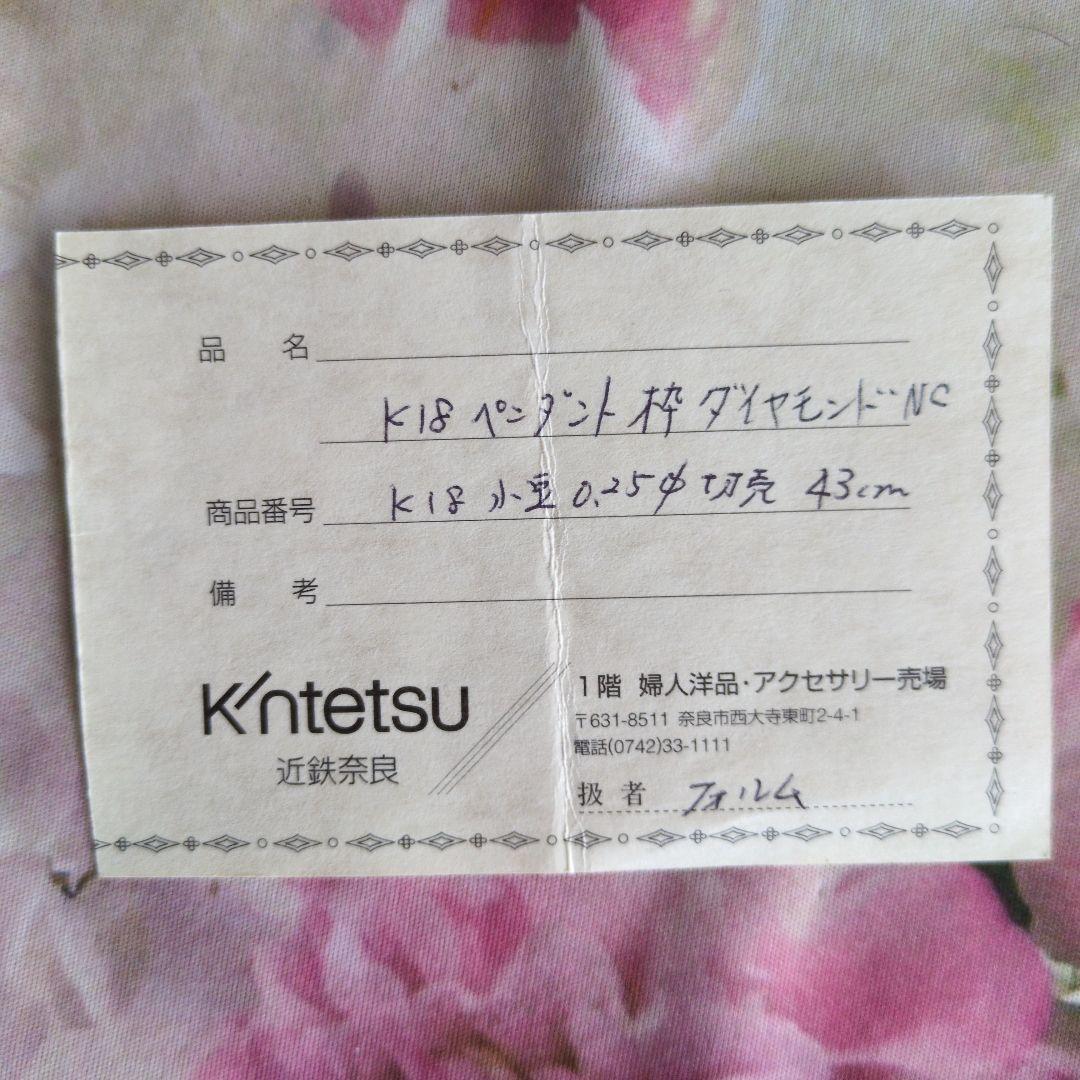 品名
K18 ペンダント枠 ダイヤモンド NC
商品番号 K18 小豆 0.25φ 切売 43cm
備考
Kintetsu
近鉄奈良
1階 婦人洋品・アクセサリー売場
〒631-8511 奈良市西大寺東町2-4-1
電話(0742)33-1111
扱者 フォルム